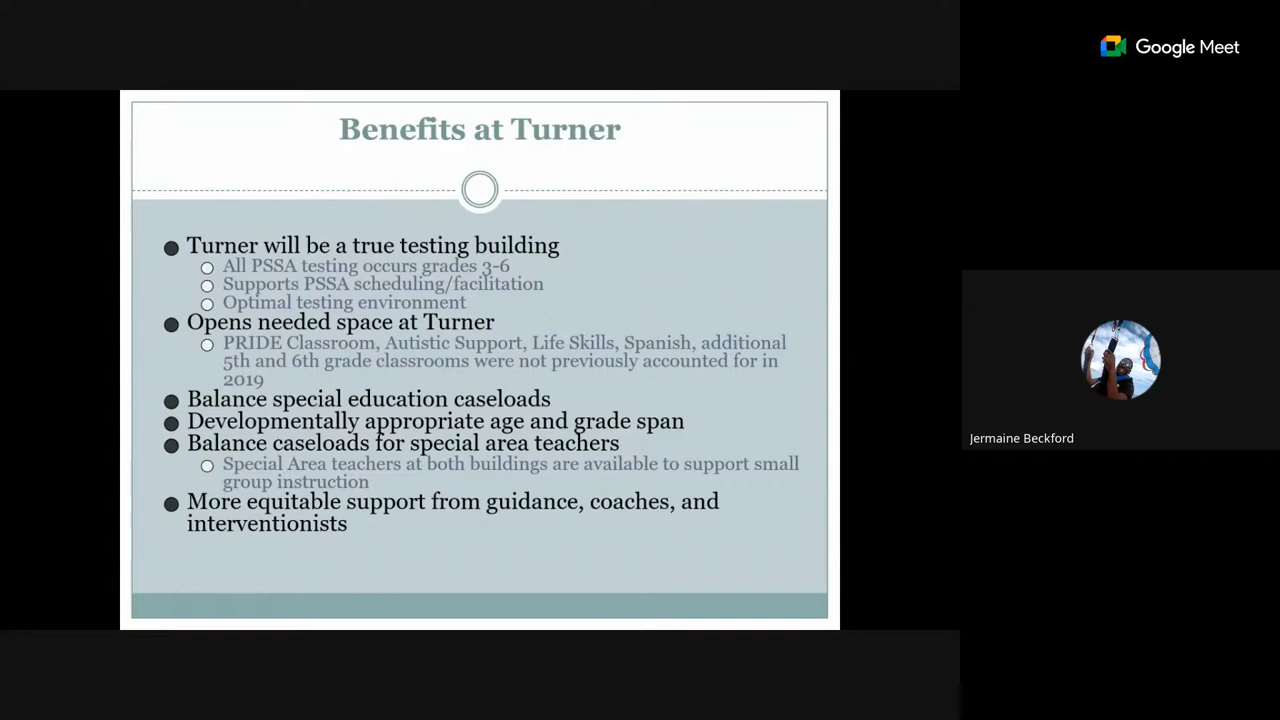 Google Meet
Benefits at Turner
Turner will be a true testing building
All PSSA testing occurs grades 3-6
Supports PSSA scheduling/facilitation
Optimal testing environment
Opens needed space at Turner
PRIDE Classroom, Autistic Support, Life Skills, Spanish, additional
5th and 6th grade classrooms were not previously accounted for in
2019
Balance special education caseloads
Developmentally appropriate age and grade span
Balance caseloads for special area teachers
Special Area teachers at both buildings are available to support small
group instruction
More equitable support from guidance, coaches, and
interventionists
Jermaine Beckford